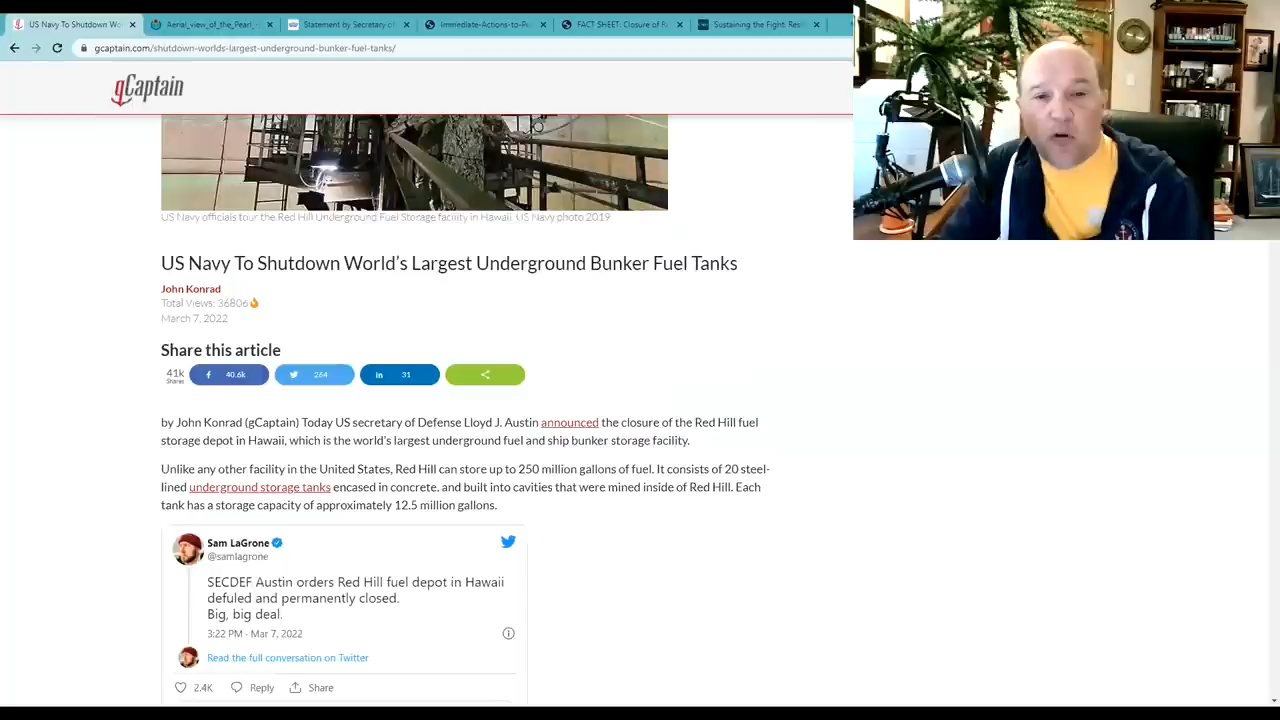 US Navy To Shutdown Wo
Aerial_view_of_the_Pearl_
Statement by Secretary of
Immediate-Actions-to-P
FACT SHEET: Closure of R
Sustaining the Fight: Resi
gcaptain.com/shutdown-worlds-largest-underground-bunker-fuel-tanks/
gCaptain
US Navy officials tour the Red Hill Underground Fuel Storage facility in Hawaii. US Navy photo 2019
US Navy To Shutdown World's Largest Underground Bunker Fuel Tanks
John Konrad
Total Views: 36806
March 7, 2022
Share this article
41k
Shares
40.6k
264
in 31
by John Konrad (gCaptain) Today US secretary of Defense Lloyd J. Austin announced the closure of the Red Hill fuel
storage depot in Hawaii, which is the world's largest underground fuel and ship bunker storage facility.
Unlike any other facility in the United States, Red Hill can store up to 250 million gallons of fuel. It consists of 20 steel-
lined underground storage tanks encased in concrete, and built into cavities that were mined inside of Red Hill. Each
tank has a storage capacity of approximately 12.5 million gallons.
Sam LaGrone
@samlagrone
SECDEF Austin orders Red Hill fuel depot in Hawaii
defuled and permanently closed.
Big, big deal.
3:22 PM · Mar 7, 2022
Read the full conversation on Twitter
2.4K Reply Share